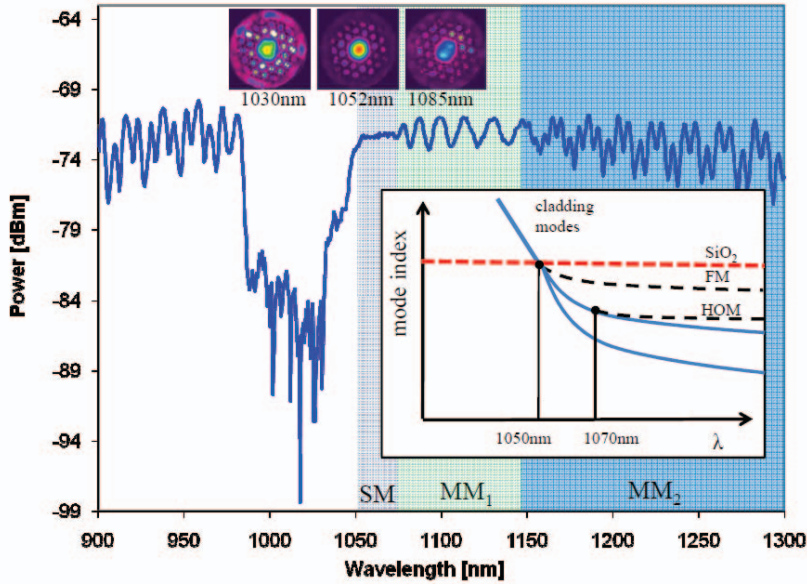 -64
-69
-74
-79
-84
-89
-94
-99
Power [dBm]
1030nm
1052nm
1085nm
cladding
modes
SiO₂
FM
HOM
mode index
1050nm
1070nm
λ
SM
MM₁
MM₂
900
950
1000
1050
1100
1150
1200
1250
1300
Wavelength [nm]